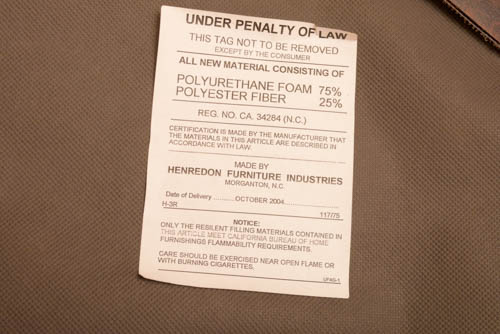 UNDER PENALTY OF LAW
THIS TAG NOT TO BE REMOVED
EXCEPT BY THE CONSUMER
ALL NEW MATERIAL CONSISTING OF
POLYURETHANE FOAM 75%
POLYESTER FIBER 25%
REG. NO. CA. 34264 (N.C.)
CERTIFICATION IS MADE BY THE MANUFACTURER THAT
THE MATERIALS IN THIS ARTICLE ARE DESCRIBED IN
ACCORDANCE WITH LAW.
MADE BY
HENREDON FURNITURE INDUSTRIES
MORGANTON, N.C.
Date of Delivery ..........OCTOBER 2004......................
H-3R 117/75
NOTICE:
ONLY THE RESILENT FILLING MATERIALS CONTAINED IN
THIS ARTICLE MEET CALIFORNIA BUREAU OF HOME
FURNISHINGS FLAMMABILITY REQUIREMENTS.
CARE SHOULD BE EXERCISED NEAR OPEN FLAME OR
WITH BURNING CIGARETTES.
UFAG-1